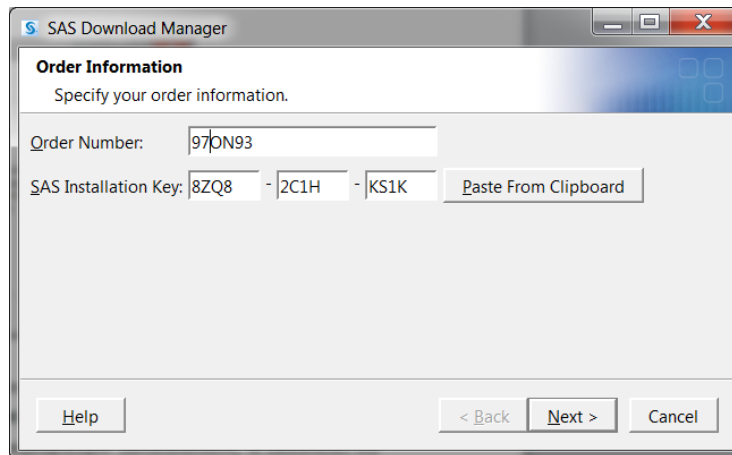 SAS Download Manager
Order Information
Specify your order information.
Order Number: 97ON93
SAS Installation Key: 8ZQ8 - 2C1H - KS1K Paste From Clipboard
Help < Back Next > Cancel